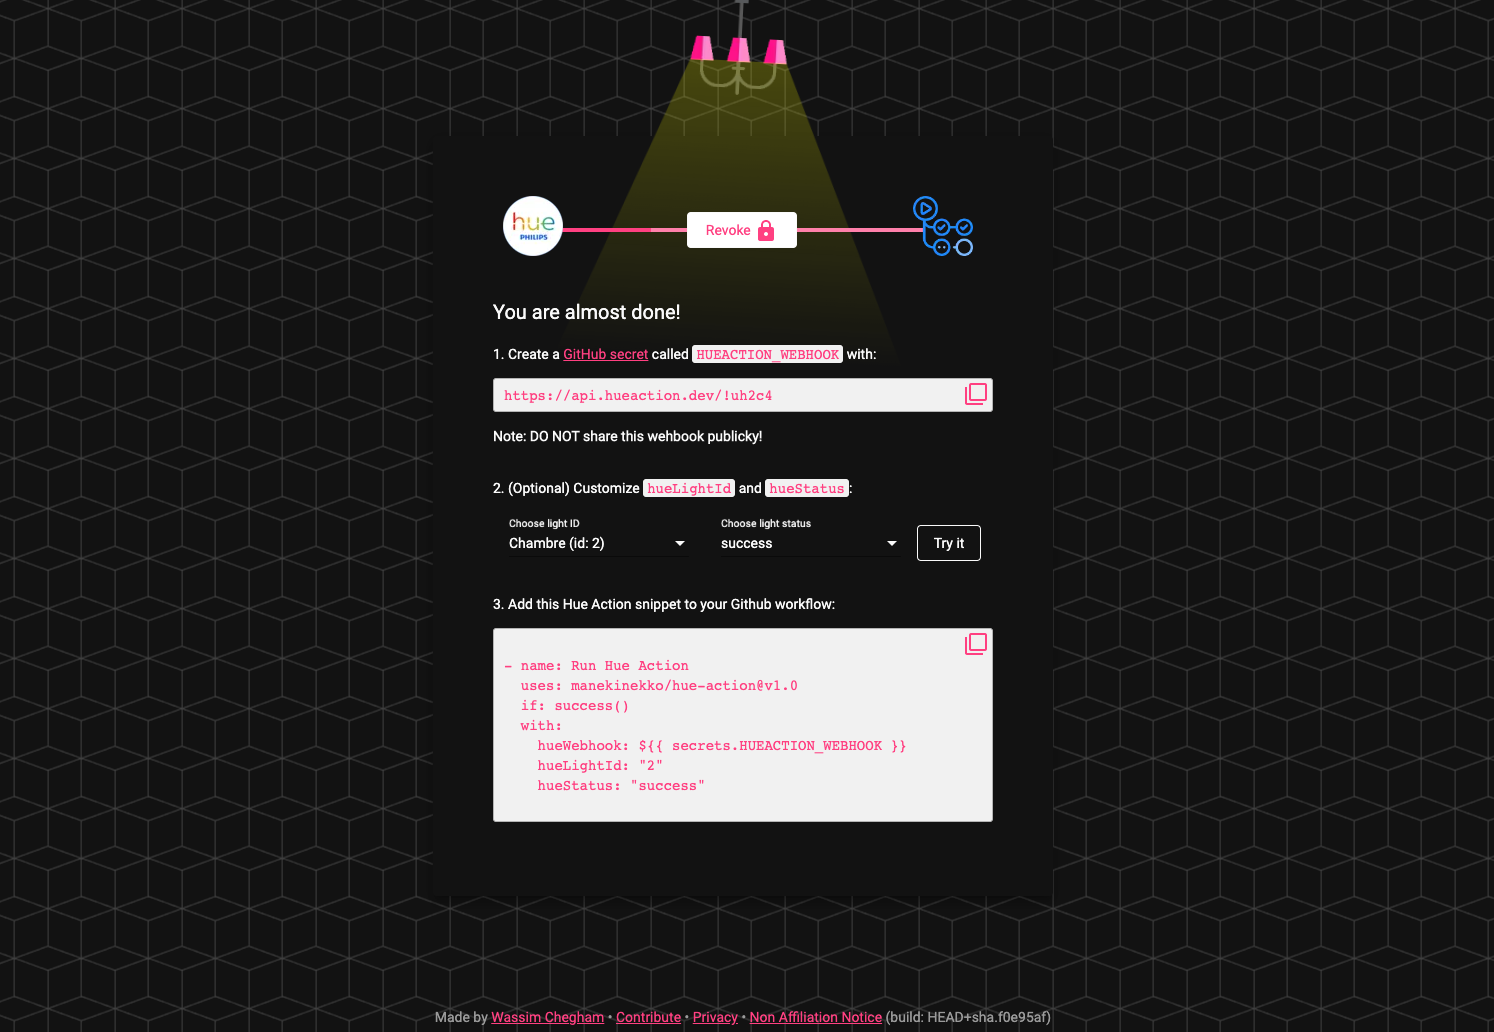 hue
PHILIPS
Revoke
You are almost done!
1. Create a GitHub secret called HUEACTION_WEBHOOK with:
https://api.hueaction.dev/!uh2c4
Note: DO NOT share this wehbook publicky!
2. (Optional) Customize hueLightId and hueStatus:
Choose light ID
Chambre (id: 2)
Choose light status
success
Try it
3. Add this Hue Action snippet to your Github workflow:
- name: Run Hue Action
  uses: manekinekko/hue-action@v1.0
  if: success()
  with:
    hueWebhook: ${{ secrets.HUEACTION_WEBHOOK }}
    hueLightId: "2"
    hueStatus: "success"
Made by Wassim Chegham • Contribute • Privacy • Non Affiliation Notice (build: HEAD+sha.f0e95af)